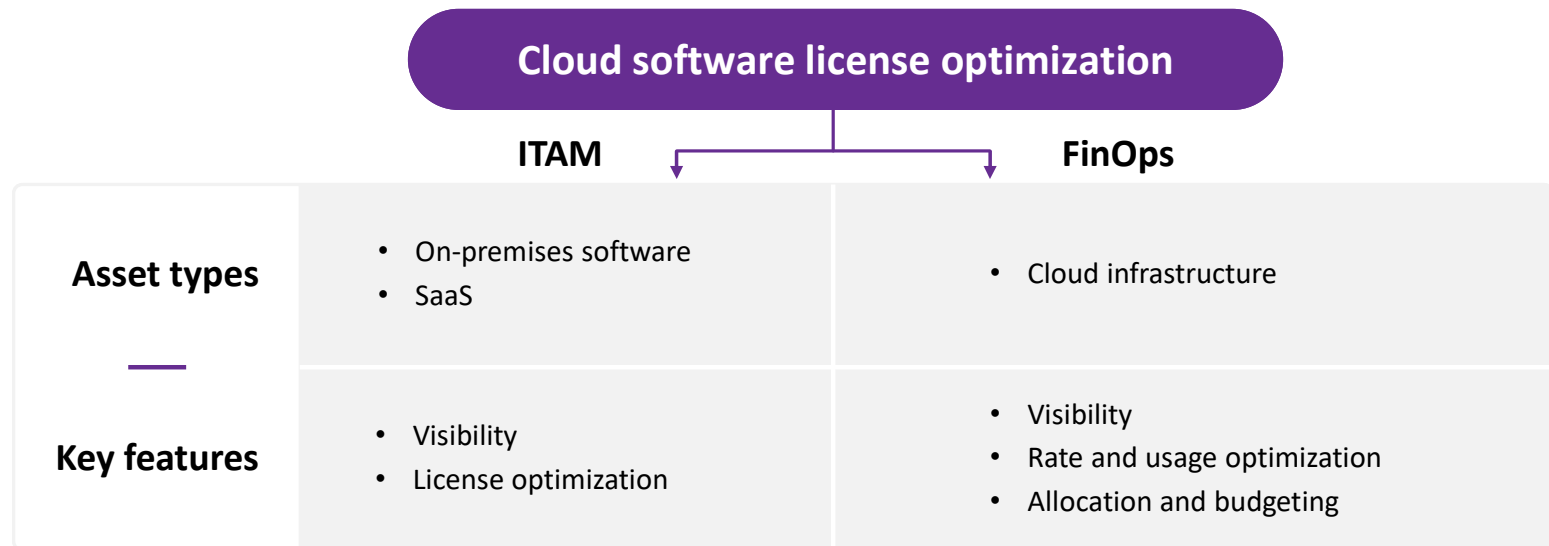 Cloud software license optimization
ITAM
FinOps
Asset types
• On-premises software
• SaaS
• Cloud infrastructure
Key features
• Visibility
• License optimization
• Visibility
• Rate and usage optimization
• Allocation and budgeting